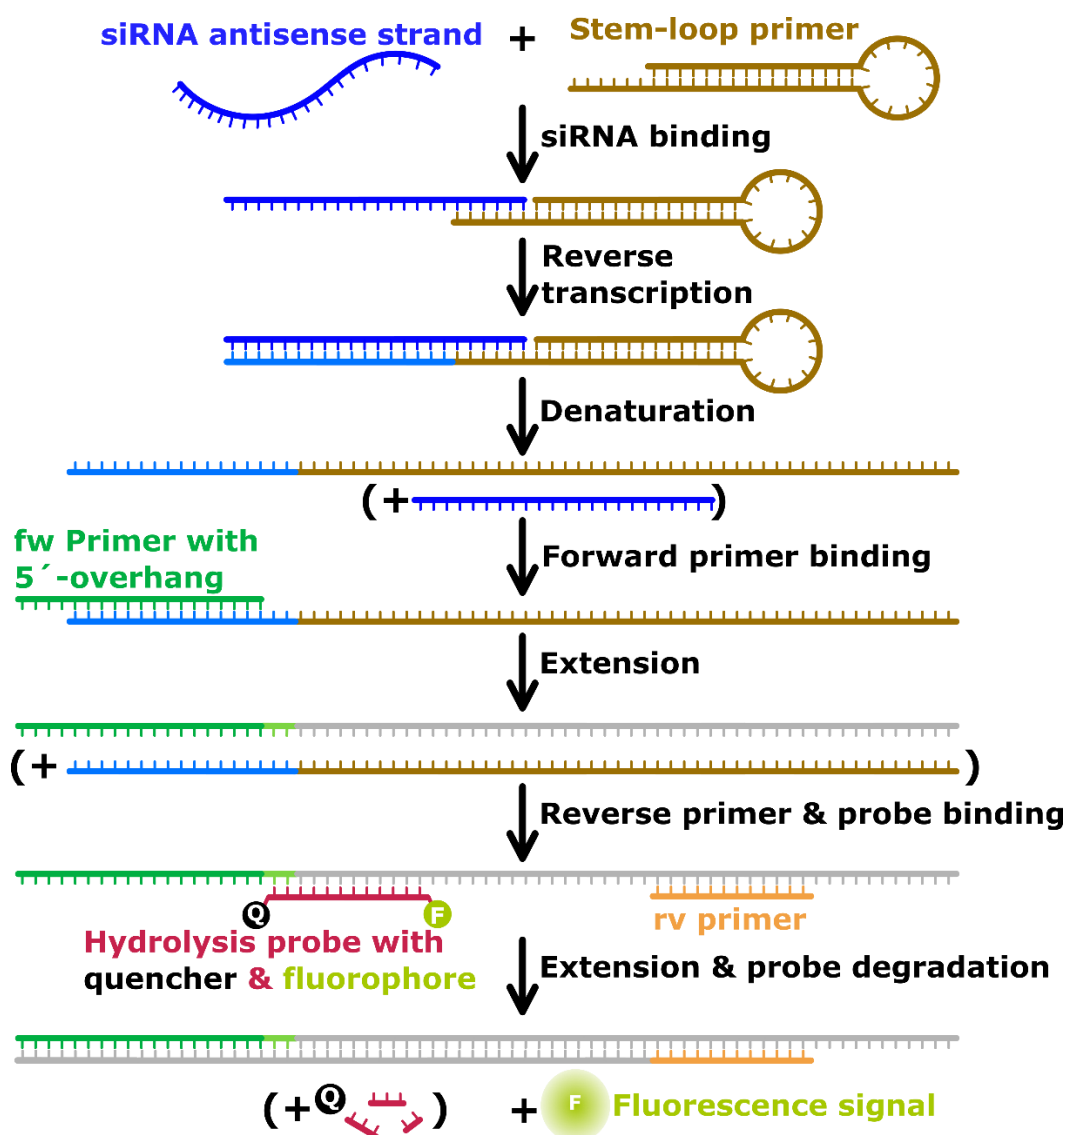 siRNA antisense strand + Stem-loop primer
siRNA binding
Reverse
transcription
Denaturation
(+ )
fw Primer with
5´-overhang
Forward primer binding
Extension
(+ )
Reverse primer & probe binding
Q F
rv primer
Hydrolysis probe with
quencher & fluorophore
Extension & probe degradation
(+ Q ) + F Fluorescence signal